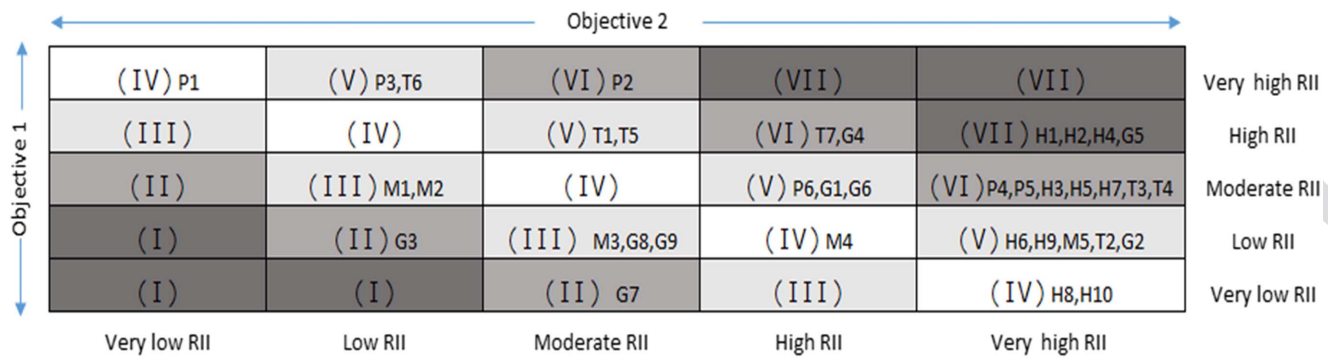 Objective 2
Objective 1
(IV) P1 (V) P3,T6 (VI) P2 (VII) (VII) Very high RII
(III) (IV) (V) T1,T5 (VI) T7,G4 (VII) H1,H2,H4,G5 High RII
(II) (III) M1,M2 (IV) (V) P6,G1,G6 (VI) P4,P5,H3,H5,H7,T3,T4 Moderate RII
(I) (II) G3 (III) M3,G8,G9 (IV) M4 (V) H6,H9,M5,T2,G2 Low RII
(I) (I) (II) G7 (III) (IV) H8,H10 Very low RII
Very low RII Low RII Moderate RII High RII Very high RII